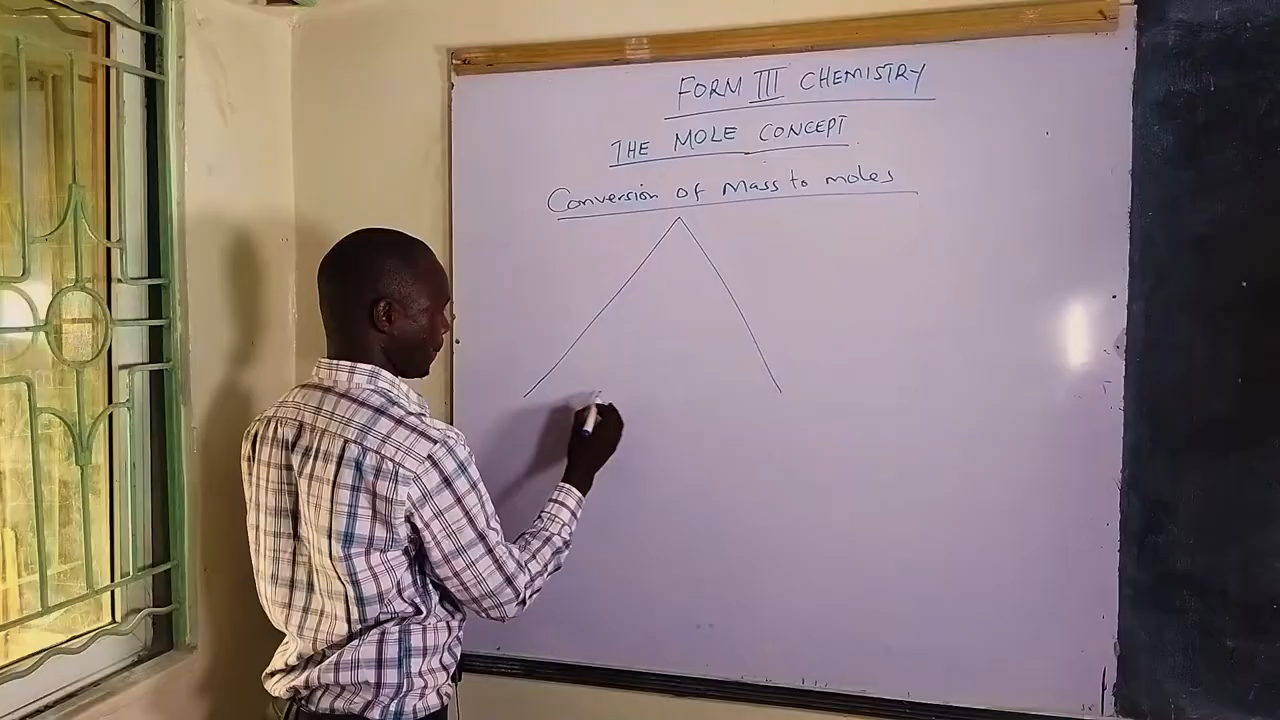 FORM III CHEMISTRY
THE MOLE CONCEPT
Conversion of Mass to moles